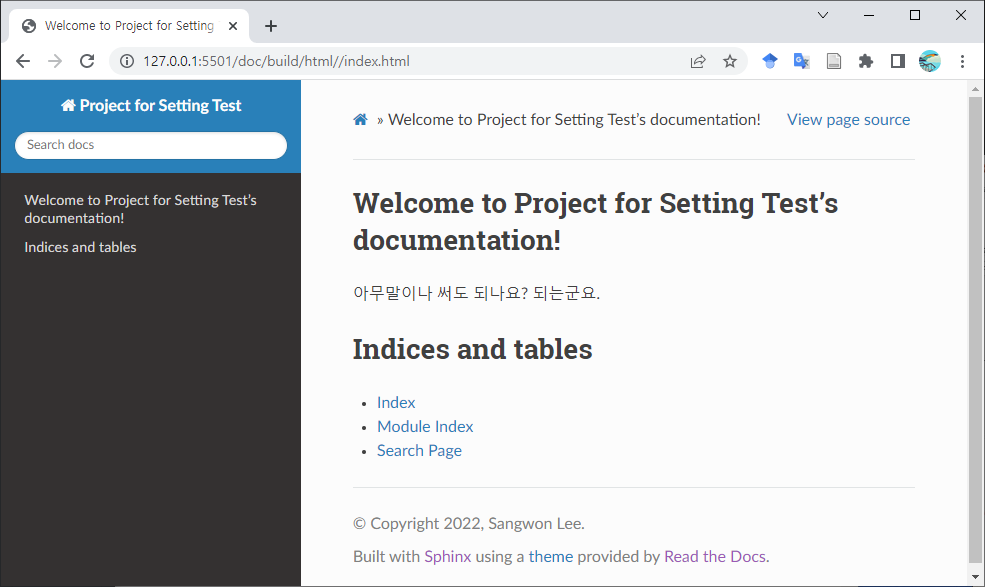 Welcome to Project for Setting
127.0.0.1:5501/doc/build/html//index.html
Project for Setting Test
Search docs
Welcome to Project for Setting Test's
documentation!
Indices and tables
» Welcome to Project for Setting Test's documentation!
View page source
Welcome to Project for Setting Test's
documentation!
아무말이나 써도 되나요? 되는군요.
Indices and tables
• Index
• Module Index
• Search Page
© Copyright 2022, Sangwon Lee.
Built with Sphinx using a theme provided by Read the Docs.